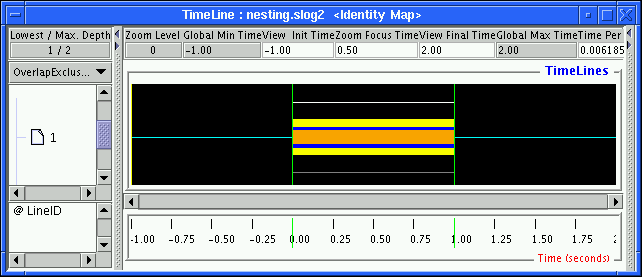 TimeLine : nesting.slog2 <Identity Map>
Lowest / Max. Depth Zoom Level Global Min Time View Init Time Zoom Focus Time View Final Time Global Max Time Time Per
1 / 2 0 -1.00 -1.00 0.50 2.00 2.00 0.006185
OverlapExclus... TimeLines
1
@ LineID
-1.00 -0.75 -0.50 -0.25 0.00 0.25 0.50 0.75 1.00 1.25 1.50 1.75 2.0
Time (seconds)